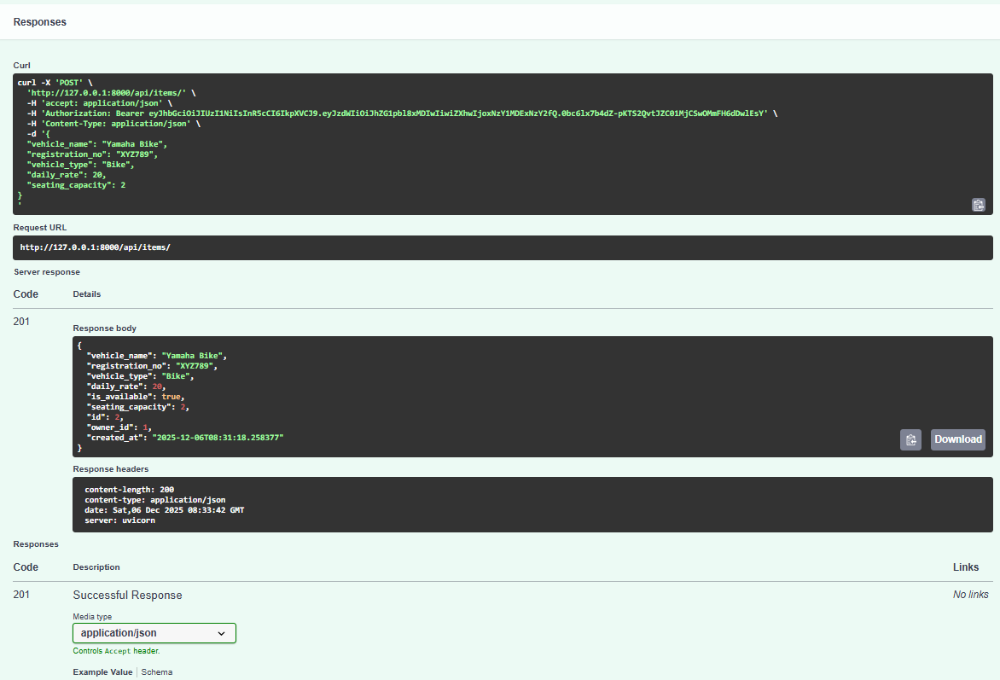 Responses
Curl
curl -X 'POST' \
  'http://127.0.0.1:8000/api/items/' \
  -H 'accept: application/json' \
  -H 'Authorization: Bearer eyJhbGciOiJIUzI1NiIsInR5cCI6IkpXVCJ9.eyJzdWIiOiJhZG1pbl8xMDIwIiwiZXhwIjoxNzY1MDExNzY2fQ.0bc6lx7b4dZ-pKTS2QvtJZC01MjCSwOMmFH6dDwlEsY' \
  -H 'Content-Type: application/json' \
  -d '{
  "vehicle_name": "Yamaha Bike",
  "registration_no": "XYZ789",
  "vehicle_type": "Bike",
  "daily_rate": 20,
  "seating_capacity": 2
}
'
Request URL
http://127.0.0.1:8000/api/items/
Server response
Code Details
201
Response body
{
  "vehicle_name": "Yamaha Bike",
  "registration_no": "XYZ789",
  "vehicle_type": "Bike",
  "daily_rate": 20,
  "is_available": true,
  "seating_capacity": 2,
  "id": 2,
  "owner_id": 1,
  "created_at": "2025-12-06T08:31:18.258377"
}
Download
Response headers
content-length: 200
content-type: application/json
date: Sat,06 Dec 2025 08:33:42 GMT
server: uvicorn
Responses
Code Description Links
201 Successful Response No links
Media type
application/json
Controls Accept header.
Example Value Schema